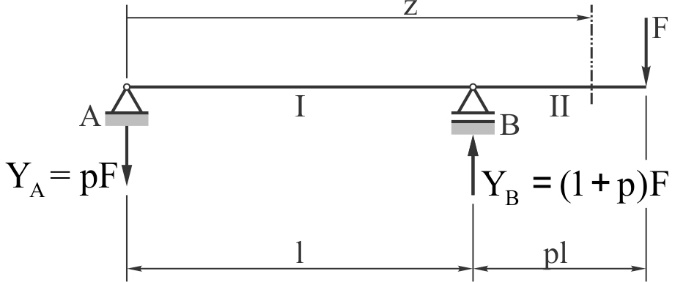 z
F
I
II
A
B
Y_A = pF
Y_B = (1 + p)F
l
pl